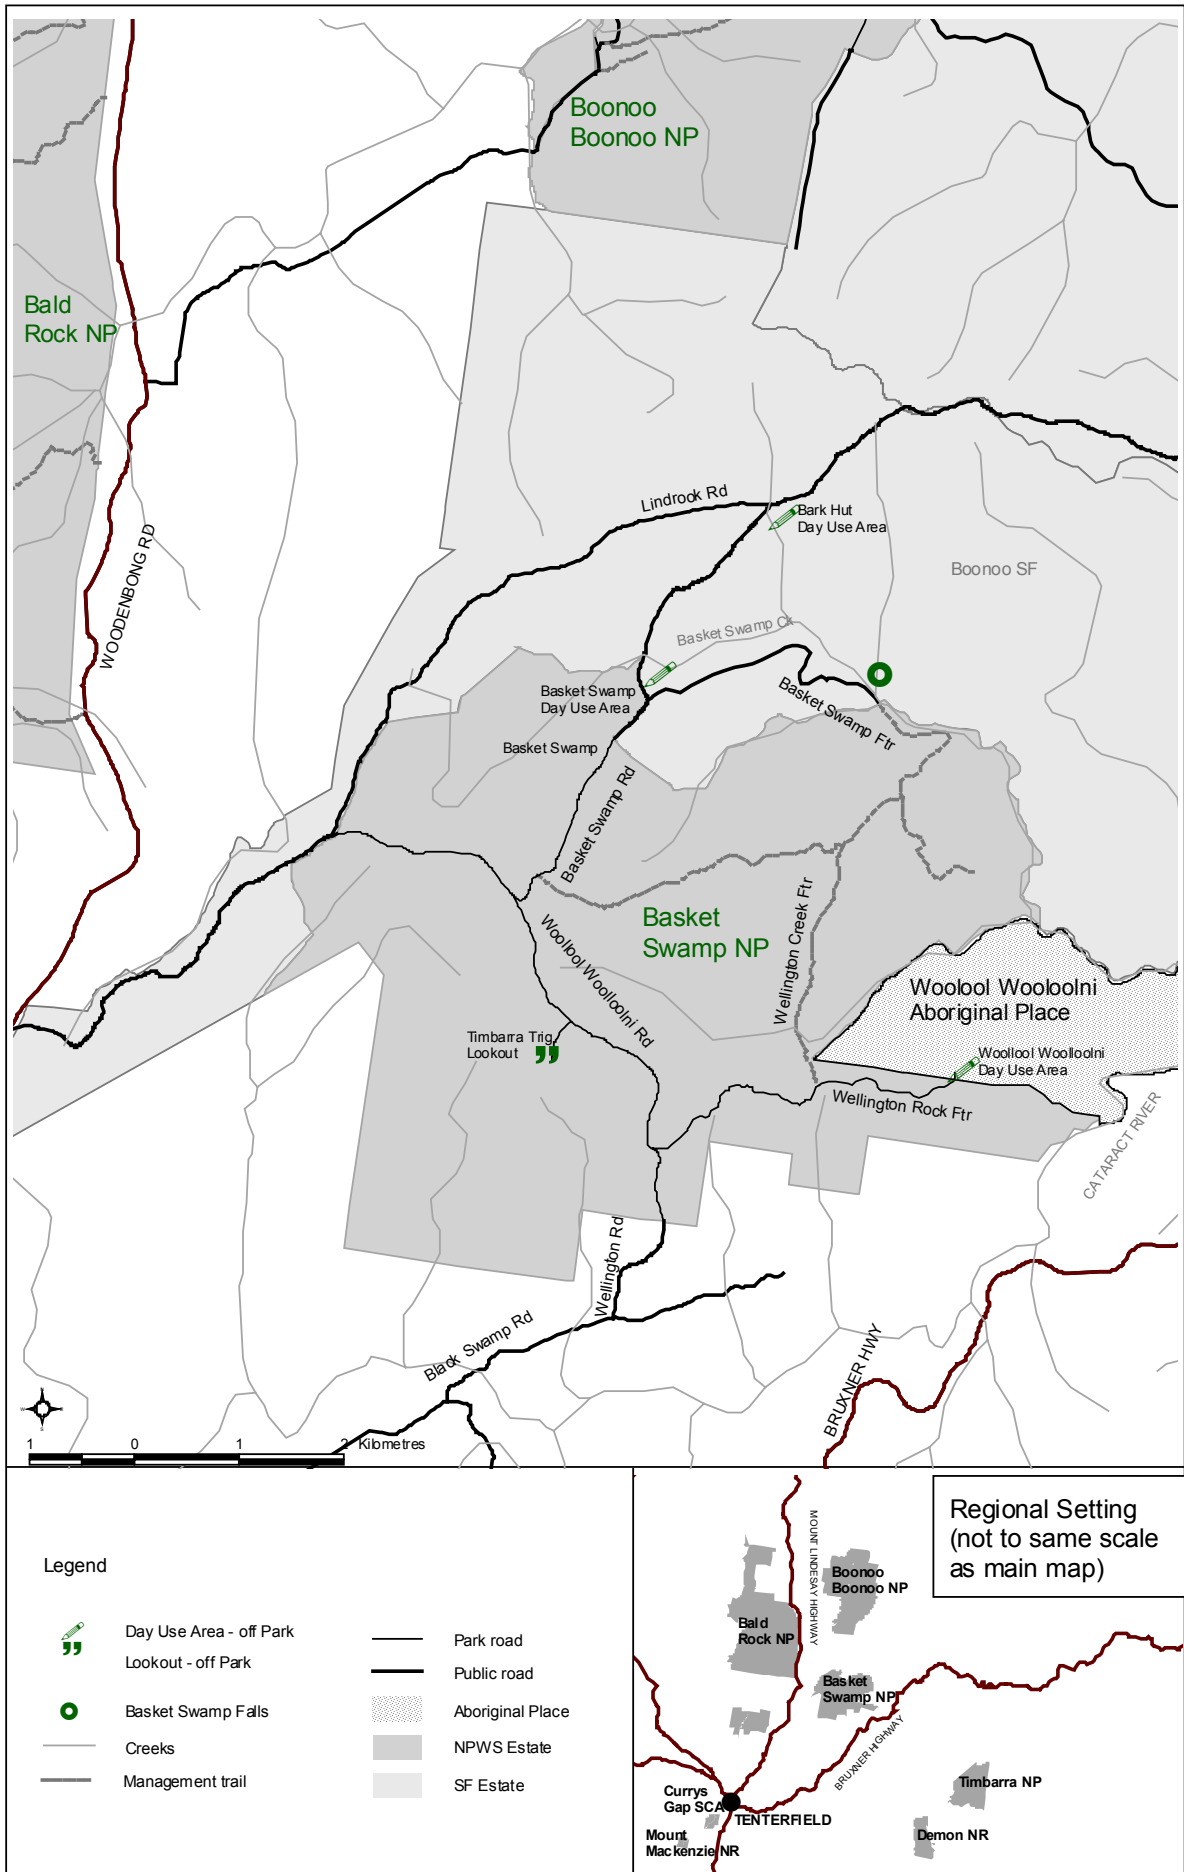 Boonoo
Boonoo NP
Bald
Rock NP
WOODENBONG RD
Lindrook Rd
Bark Hut
Day Use Area
Boonoo SF
Basket Swamp Ck
Basket Swamp
Day Use Area
Basket Swamp Ftr
Basket Swamp
Basket Swamp Rd
Basket
Swamp NP
Wellington Creek Ftr
Woollool Woolloolni Rd
Woolool Wooloolni
Aboriginal Place
Timbarra Trig.
Lookout
Woollool Woolloolni
Day Use Area
Wellington Rock Ftr
CATARACT RIVER
Wellington Rd
Black Swamp Rd
BRUXNER HWY
1 0 1 2 Kilometres
Legend
Day Use Area - off Park
Lookout - off Park
Basket Swamp Falls
Creeks
Management trail
Park road
Public road
Aboriginal Place
NPWS Estate
SF Estate
Regional Setting
(not to same scale
as main map)
MOUNT LINDESAY HIGHWAY
Boonoo
Boonoo NP
Bald
Rock NP
Basket
Swamp NP
BRUXNER HIGHWAY
Timbarra NP
Currys
Gap SCA
TENTERFIELD
Mount
Mackenzie NR
Demon NR